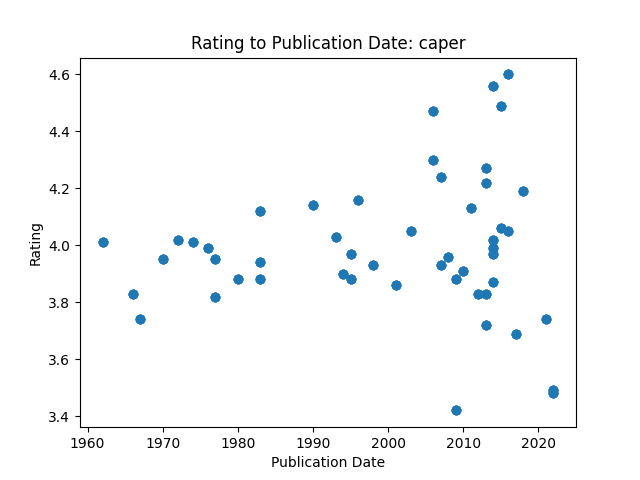 Rating to Publication Date: caper
4.6
4.4
4.2
4.0
3.8
3.6
3.4
Rating
1960 1970 1980 1990 2000 2010 2020
Publication Date